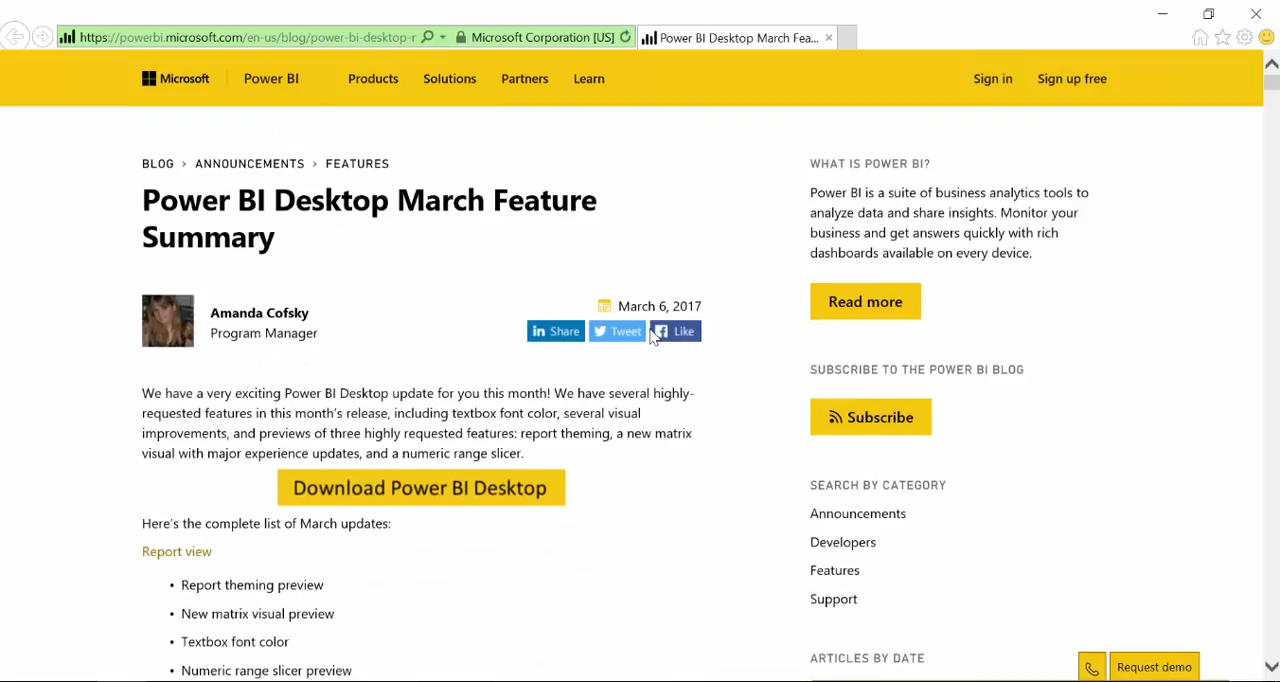 https://powerbi.microsoft.com/en-us/blog/power-bi-desktop-r
Microsoft Corporation [US]
Power BI Desktop March Fea...
Microsoft
Power BI
Products
Solutions
Partners
Learn
Sign in
Sign up free
BLOG › ANNOUNCEMENTS › FEATURES
Power BI Desktop March Feature
Summary
Amanda Cofsky
Program Manager
March 6, 2017
Share
Tweet
Like
We have a very exciting Power BI Desktop update for you this month! We have several highly-
requested features in this month's release, including textbox font color, several visual
improvements, and previews of three highly requested features: report theming, a new matrix
visual with major experience updates, and a numeric range slicer.
Download Power BI Desktop
Here's the complete list of March updates:
Report view
• Report theming preview
• New matrix visual preview
• Textbox font color
• Numeric range slicer preview
WHAT IS POWER BI?
Power BI is a suite of business analytics tools to
analyze data and share insights. Monitor your
business and get answers quickly with rich
dashboards available on every device.
Read more
SUBSCRIBE TO THE POWER BI BLOG
Subscribe
SEARCH BY CATEGORY
Announcements
Developers
Features
Support
ARTICLES BY DATE
Request demo